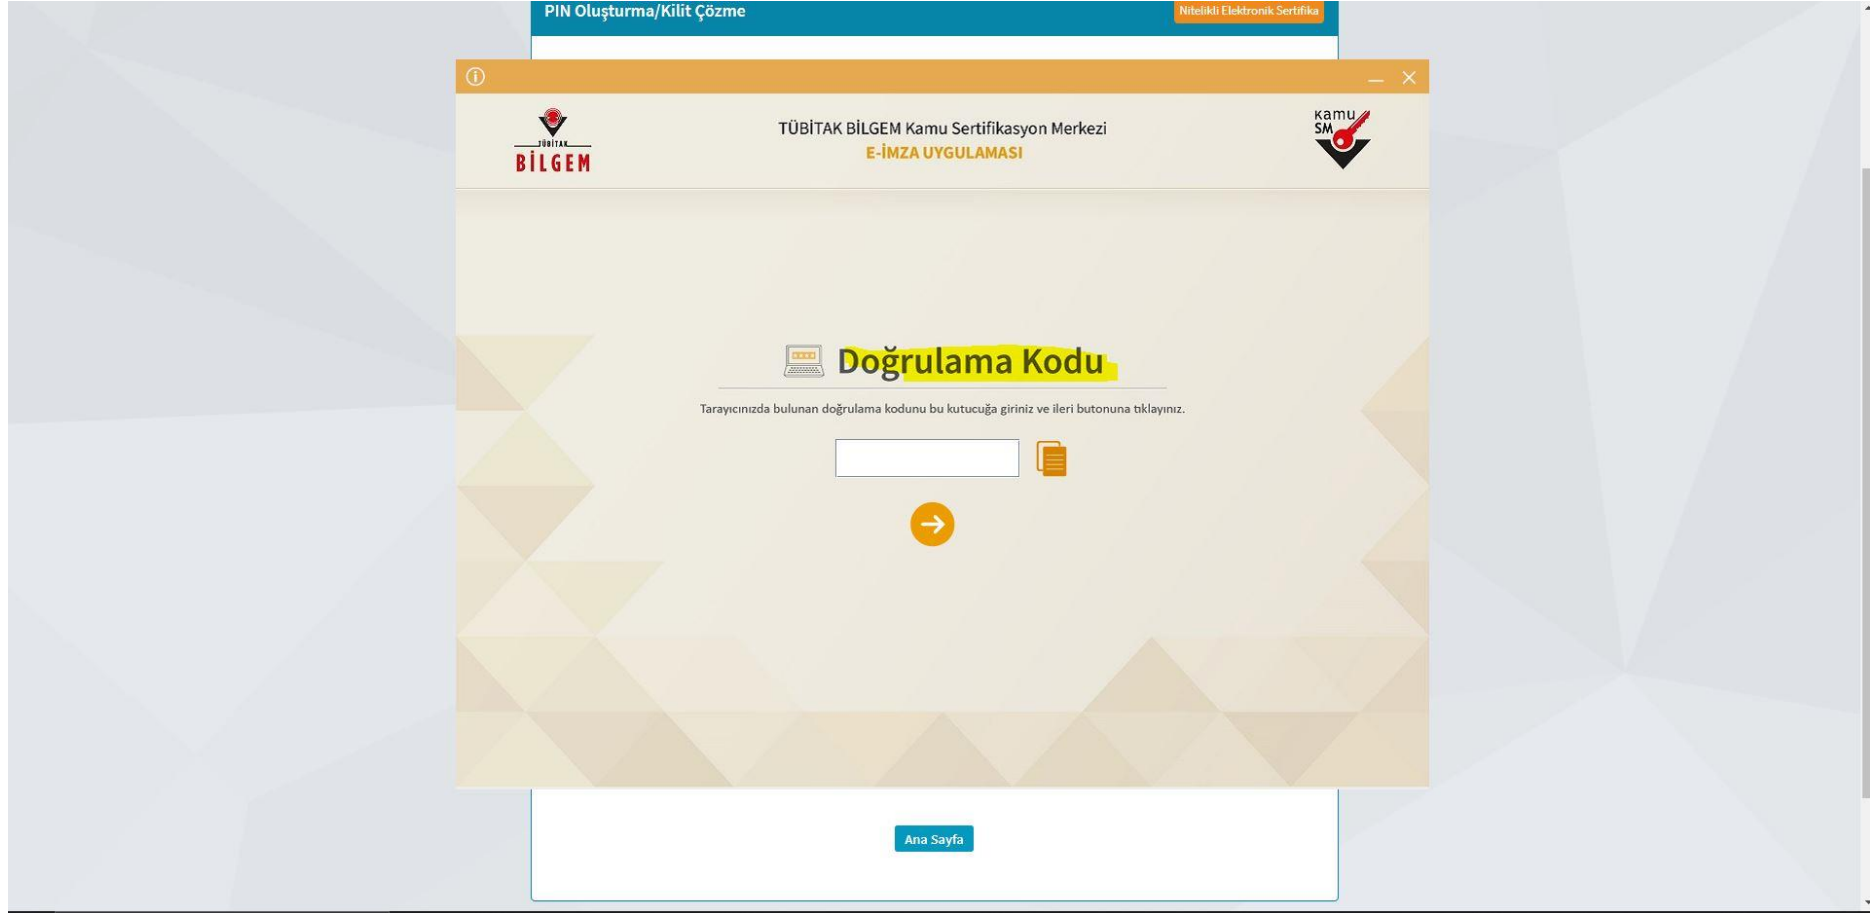 PIN Oluşturma/Kilit Çözme
Nitelikli Elektronik Sertifika
TÜBİTAK
BİLGEM
TÜBİTAK BİLGEM Kamu Sertifikasyon Merkezi
E-İMZA UYGULAMASI
Kamu
SM
Doğrulama Kodu
Tarayıcınızda bulunan doğrulama kodunu bu kutucuğa giriniz ve ileri butonuna tıklayınız.
Ana Sayfa